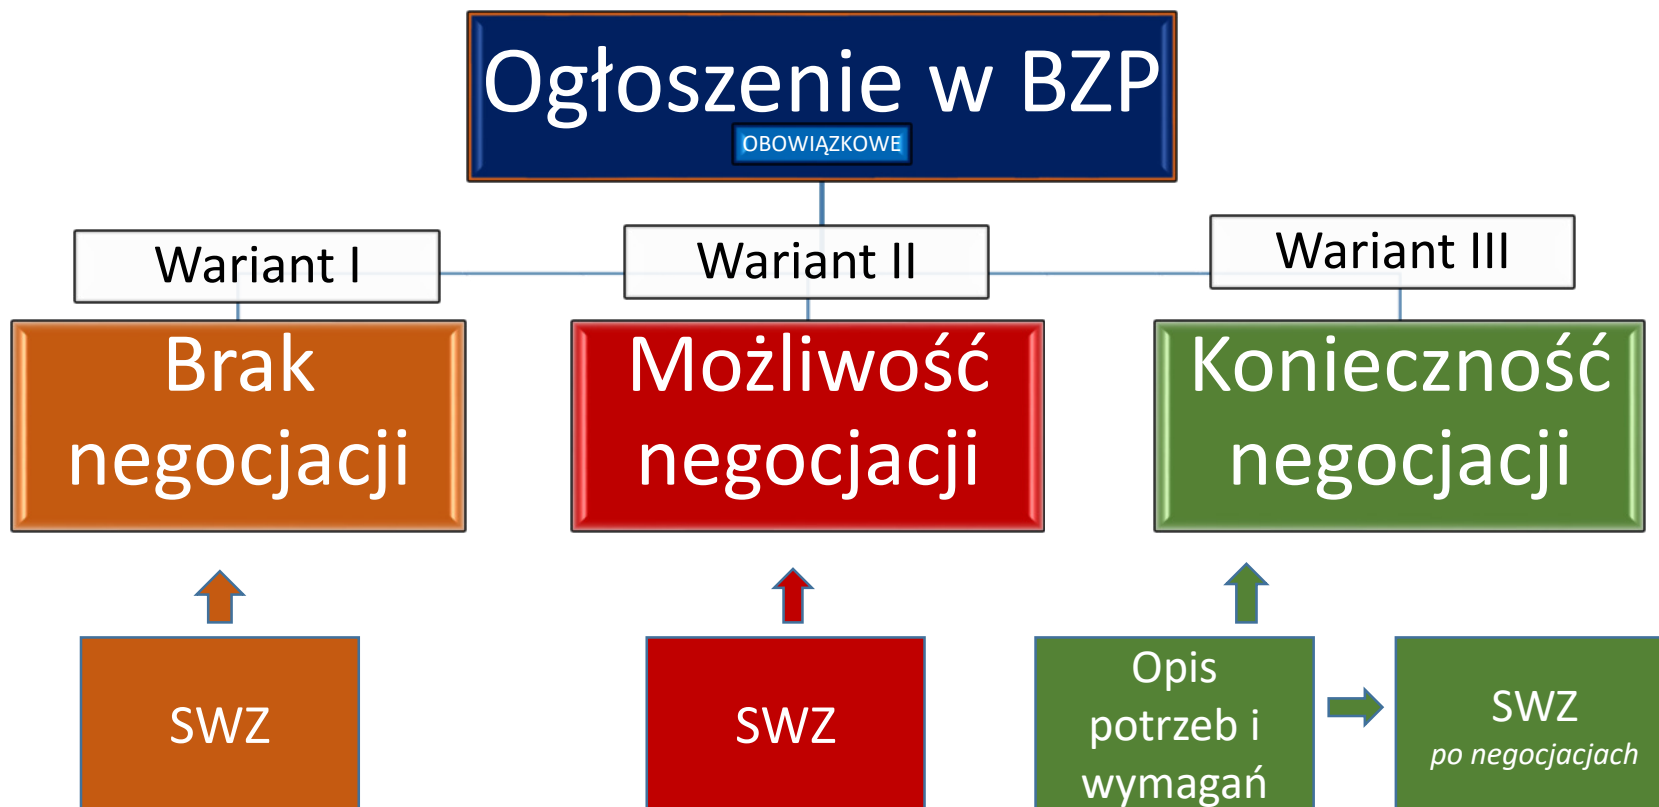 Ogłoszenie w BZP
OBOWIĄZKOWE
Wariant I
Wariant II
Wariant III
Brak
negocjacji
Możliwość
negocjacji
Konieczność
negocjacji
SWZ
SWZ
Opis
potrzeb i
wymagań
SWZ
po negocjacjach